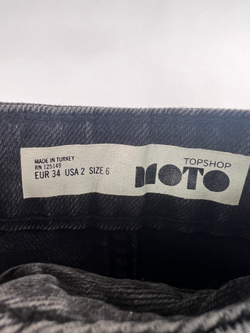 MADE IN TURKEY
RN 125149
EUR 34 USA 2 SIZE 6
TOPSHOP
MOTO